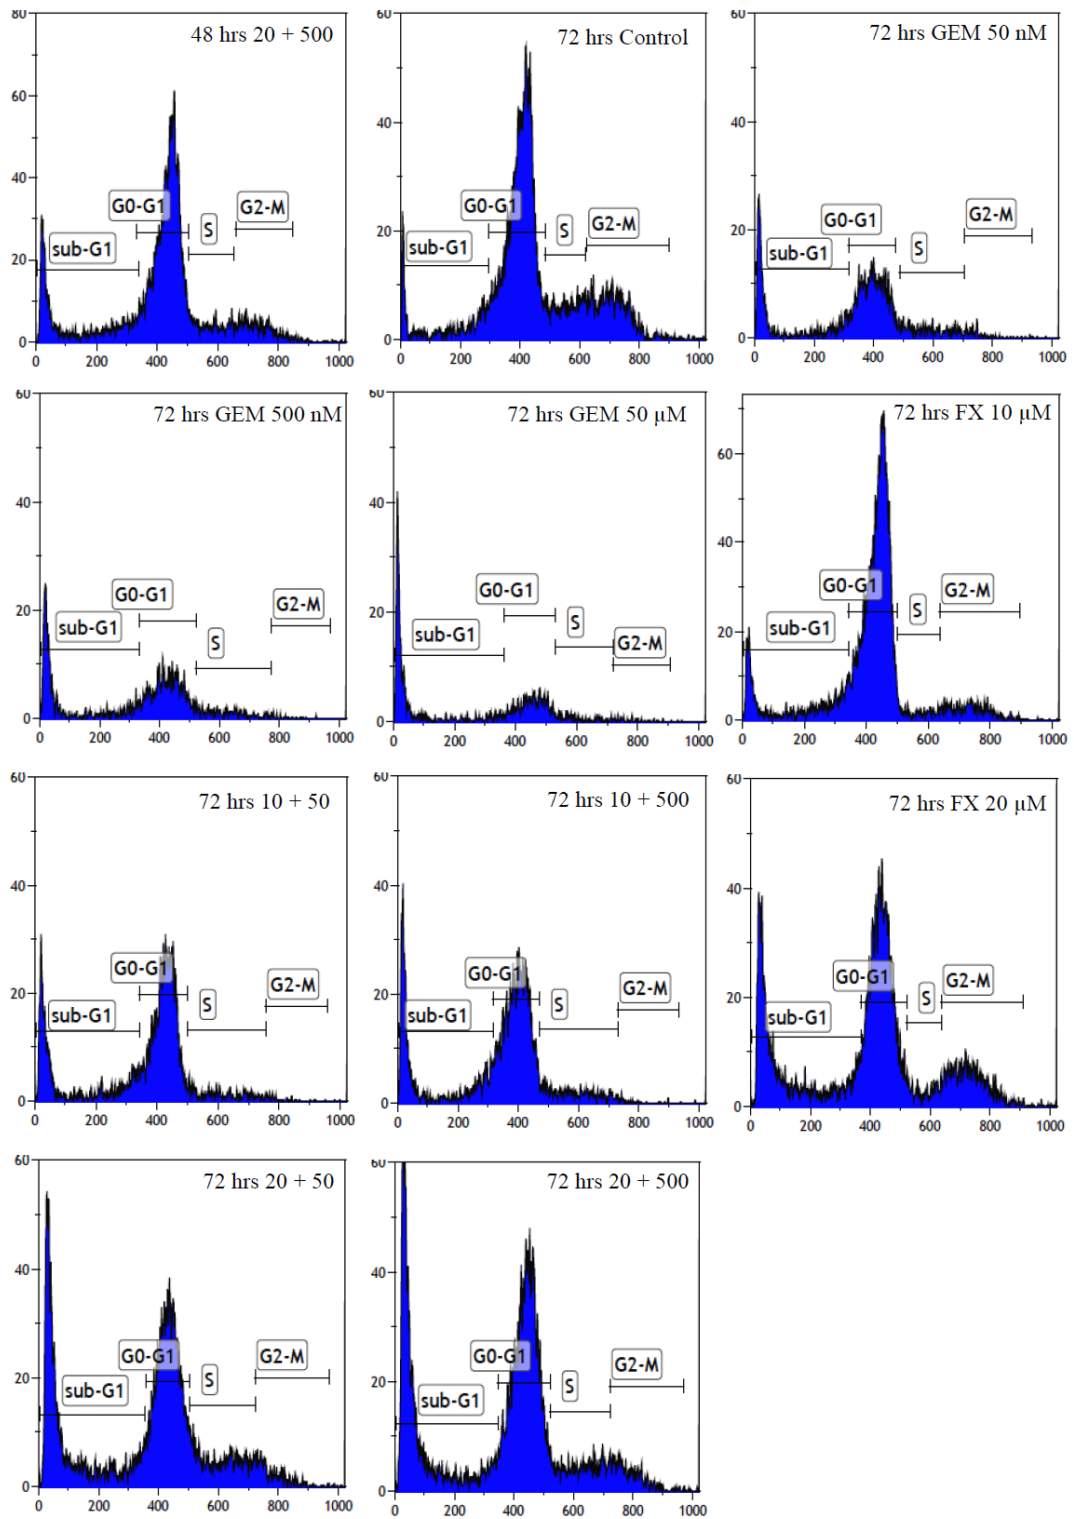 48 hrs 20 + 500
80
60
40
20
0
sub-G1
G0-G1
S
G2-M
0 200 400 600 800 1000
72 hrs Control
60
40
20
0
sub-G1
G0-G1
S
G2-M
0 200 400 600 800 1000
72 hrs GEM 50 nM
60
40
20
0
sub-G1
G0-G1
S
G2-M
0 200 400 600 800 1000
72 hrs GEM 500 nM
60
40
20
0
sub-G1
G0-G1
S
G2-M
0 200 400 600 800 1000
72 hrs GEM 50 µM
60
40
20
0
sub-G1
G0-G1
S
G2-M
0 200 400 600 800 1000
72 hrs FX 10 µM
60
40
20
0
sub-G1
G0-G1
S
G2-M
0 200 400 600 800 1000
72 hrs 10 + 50
60
40
20
0
sub-G1
G0-G1
S
G2-M
0 200 400 600 800 1000
72 hrs 10 + 500
60
40
20
0
sub-G1
G0-G1
S
G2-M
0 200 400 600 800 1000
72 hrs FX 20 µM
60
40
20
0
sub-G1
G0-G1
S
G2-M
0 200 400 600 800 1000
72 hrs 20 + 50
60
40
20
0
sub-G1
G0-G1
S
G2-M
0 200 400 600 800 1000
72 hrs 20 + 500
60
40
20
0
sub-G1
G0-G1
S
G2-M
0 200 400 600 800 1000